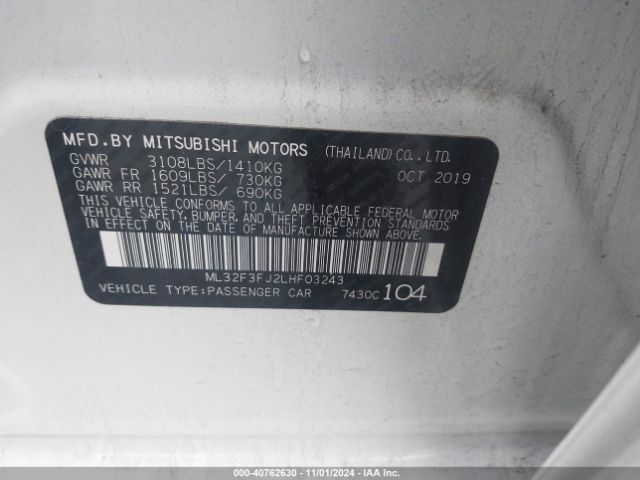 MFD. BY MITSUBISHI MOTORS (THAILAND)CO.,LTD.
GVWR 3108LBS/1410KG OCT 2019
GAWR FR 1609LBS/ 730KG
GAWR RR 1521LBS/ 690KG
THIS VEHICLE CONFORMS TO ALL APPLICABLE FEDERAL MOTOR
VEHICLE SAFETY, BUMPER, AND THEFT PREVENTION STANDARDS
IN EFFECT ON THE DATE OF MANUFACTURE SHOWN ABOVE.
ML32F3FJ2LHF03243
VEHICLE TYPE:PASSENGER CAR 7430C 104
000-40762630 - 11/01/2024 - IAA Inc.